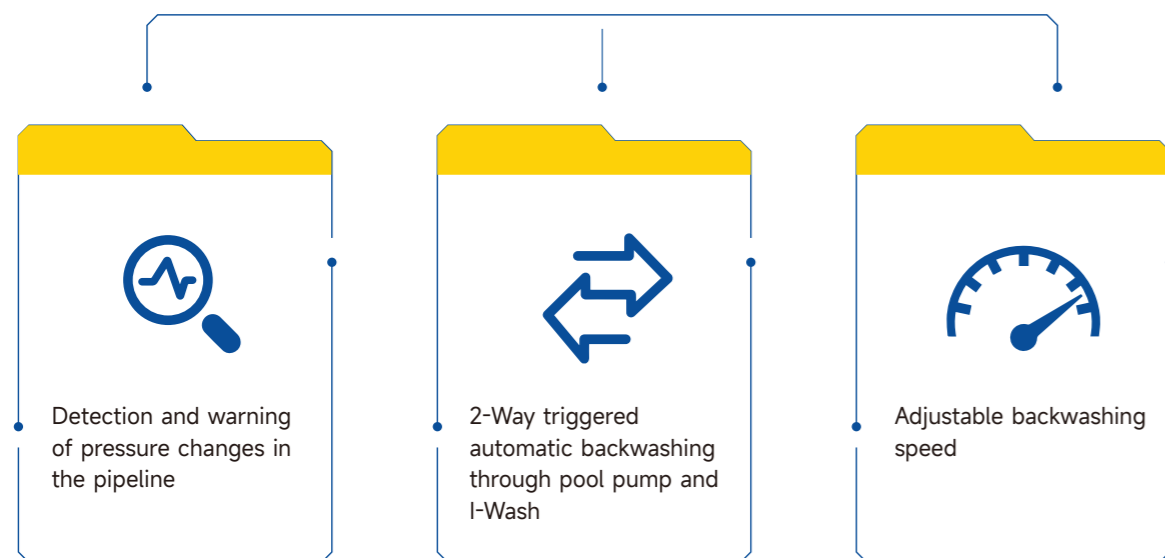 Detection and warning
of pressure changes in
the pipeline
2-Way triggered
automatic backwashing
through pool pump and
I-Wash
Adjustable backwashing
speed